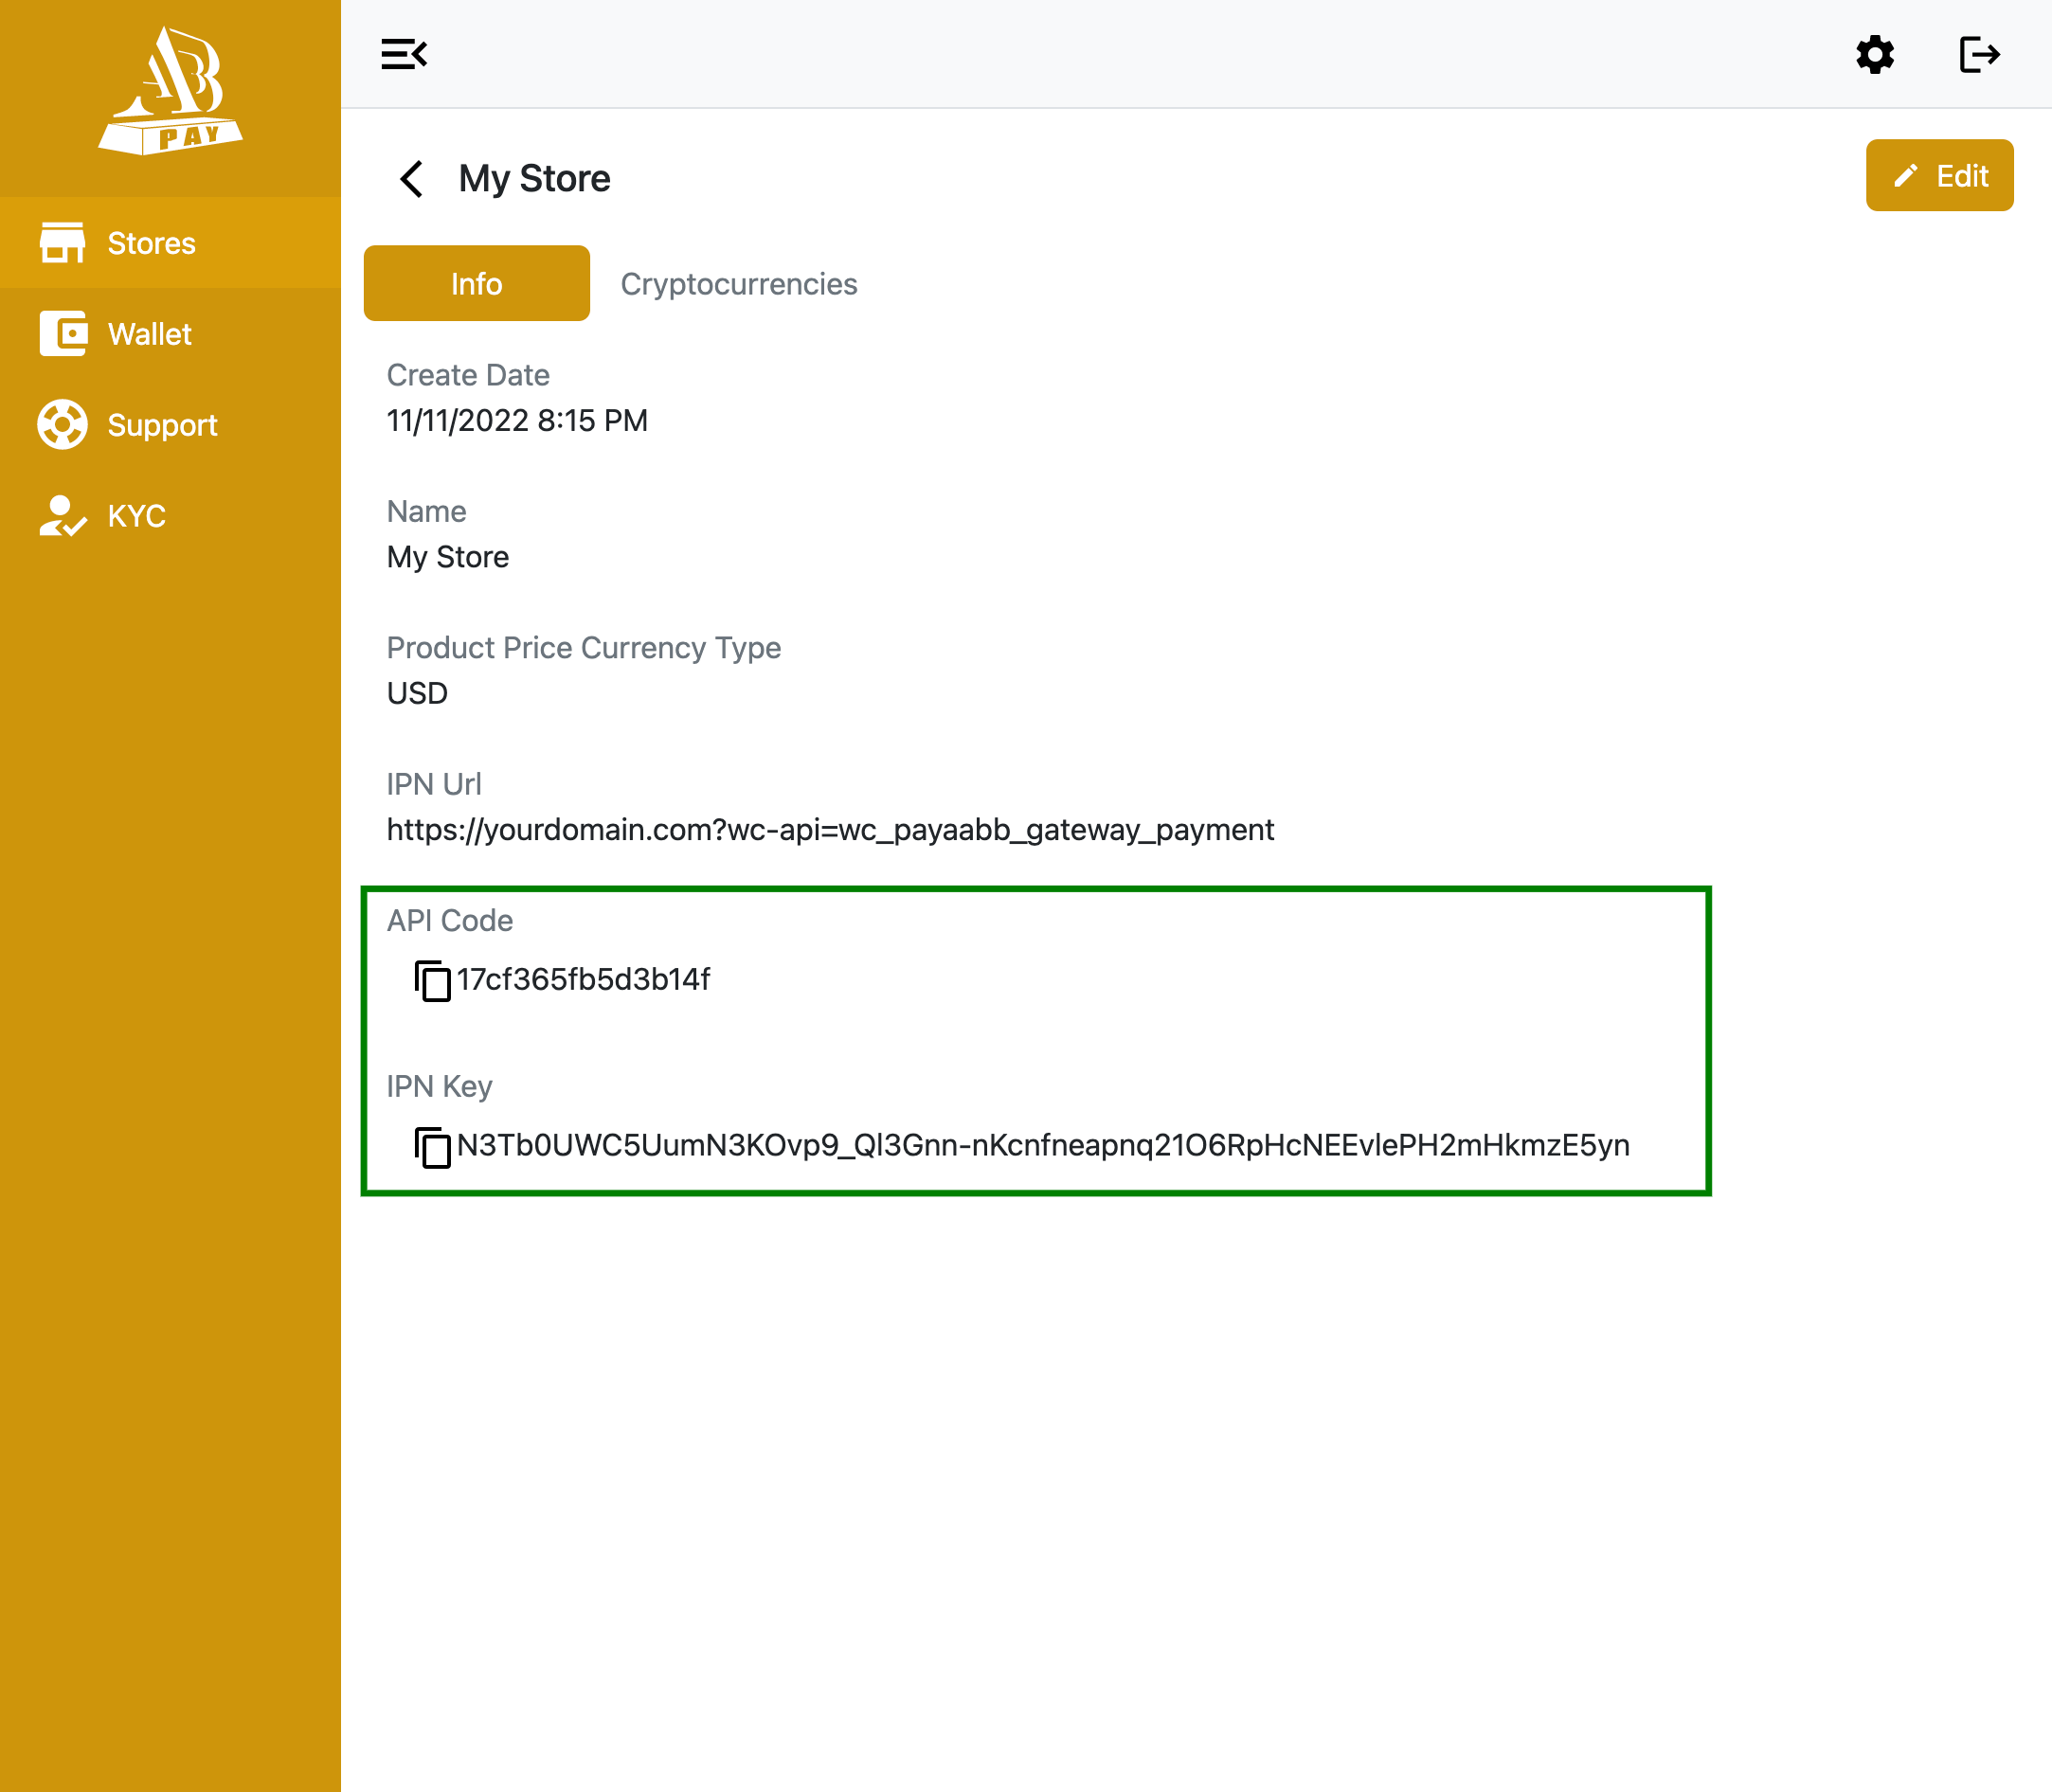 AABB
PAY
Stores
Wallet
Support
KYC
My Store
Edit
Info
Cryptocurrencies
Create Date
11/11/2022 8:15 PM
Name
My Store
Product Price Currency Type
USD
IPN Url
https://yourdomain.com?wc-api=wc_payaabb_gateway_payment
API Code
17cf365fb5d3b14f
IPN Key
N3Tb0UWC5UumN3KOvp9_Ql3Gnn-nKcnfneapnq21O6RpHcNEEvlePH2mHkmzE5yn